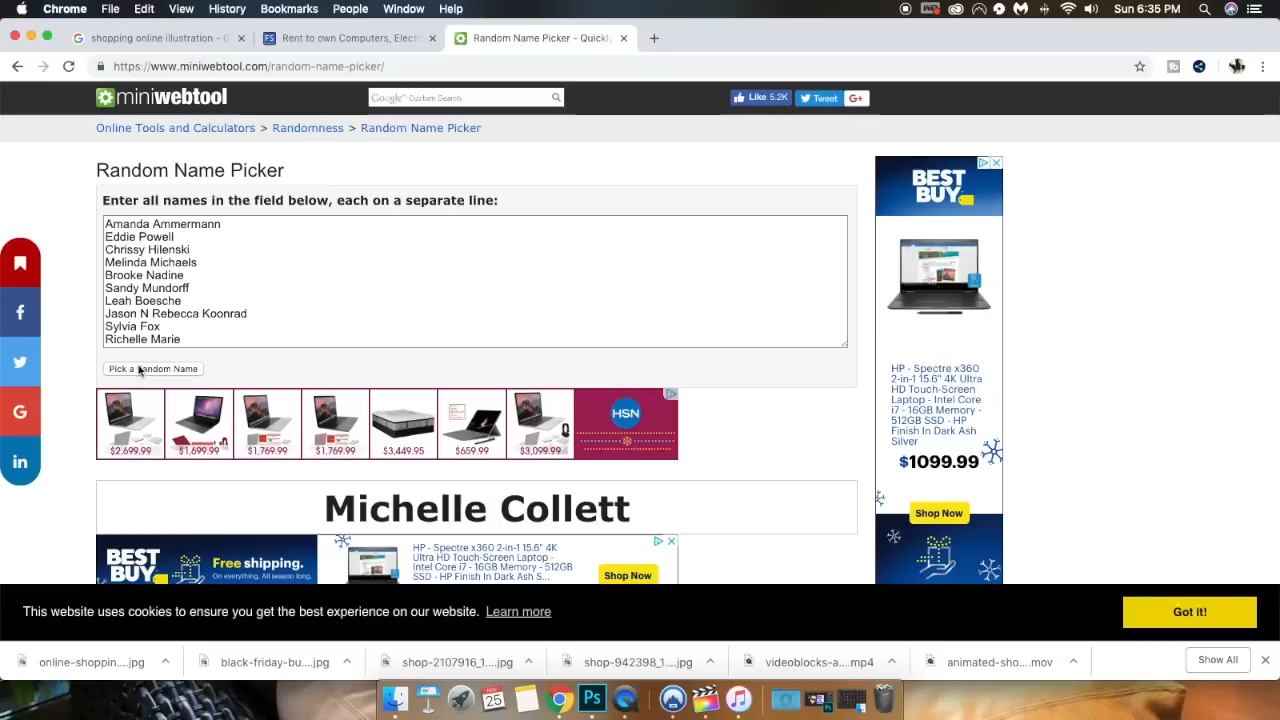 Chrome File Edit View History Bookmarks People Window Help Sun 6:35 PM
shopping online illustration - G
Rent to own Computers, Elect
Random Name Picker - Quickly
https://www.miniwebtool.com/random-name-picker/
miniwebtool
Google Custom Search
Like 5.2K
Tweet
G+
Online Tools and Calculators > Randomness > Random Name Picker
Random Name Picker
Enter all names in the field below, each on a separate line:
Amanda Ammermann
Eddie Powell
Chrissy Hilenski
Melinda Michaels
Brooke Nadine
Sandy Mundorff
Leah Boesche
Jason N Rebecca Koonrad
Sylvia Fox
Richelle Marie
Pick a Random Name
$2,699.99 $1,699.99 $1,769.99 $1,769.99 $3,449.95 $659.99 $3,099.99
HSN
Michelle Collett
BEST BUY
Free shipping.
On everything. All season long.
HP - Spectre x360 2-in-1 15.6" 4K
Ultra HD Touch-Screen Laptop -
Intel Core i7 - 16GB Memory - 512GB
SSD - HP Finish In Dark Ash S...
Shop Now
BEST
BUY
HP - Spectre x360
2-in-1 15.6" 4K Ultra
HD Touch-Screen
Laptop - Intel Core
i7 - 16GB Memory -
512GB SSD - HP
Finish In Dark Ash
Silver
$1099.99
Shop Now
This website uses cookies to ensure you get the best experience on our website. Learn more
Got it!
online-shoppin....jpg
black-friday-bu....jpg
shop-2107916_1....jpg
shop-942398_1....jpg
videoblocks-a....mp4
animated-sho....mov
Show All
NOV
25
Ps